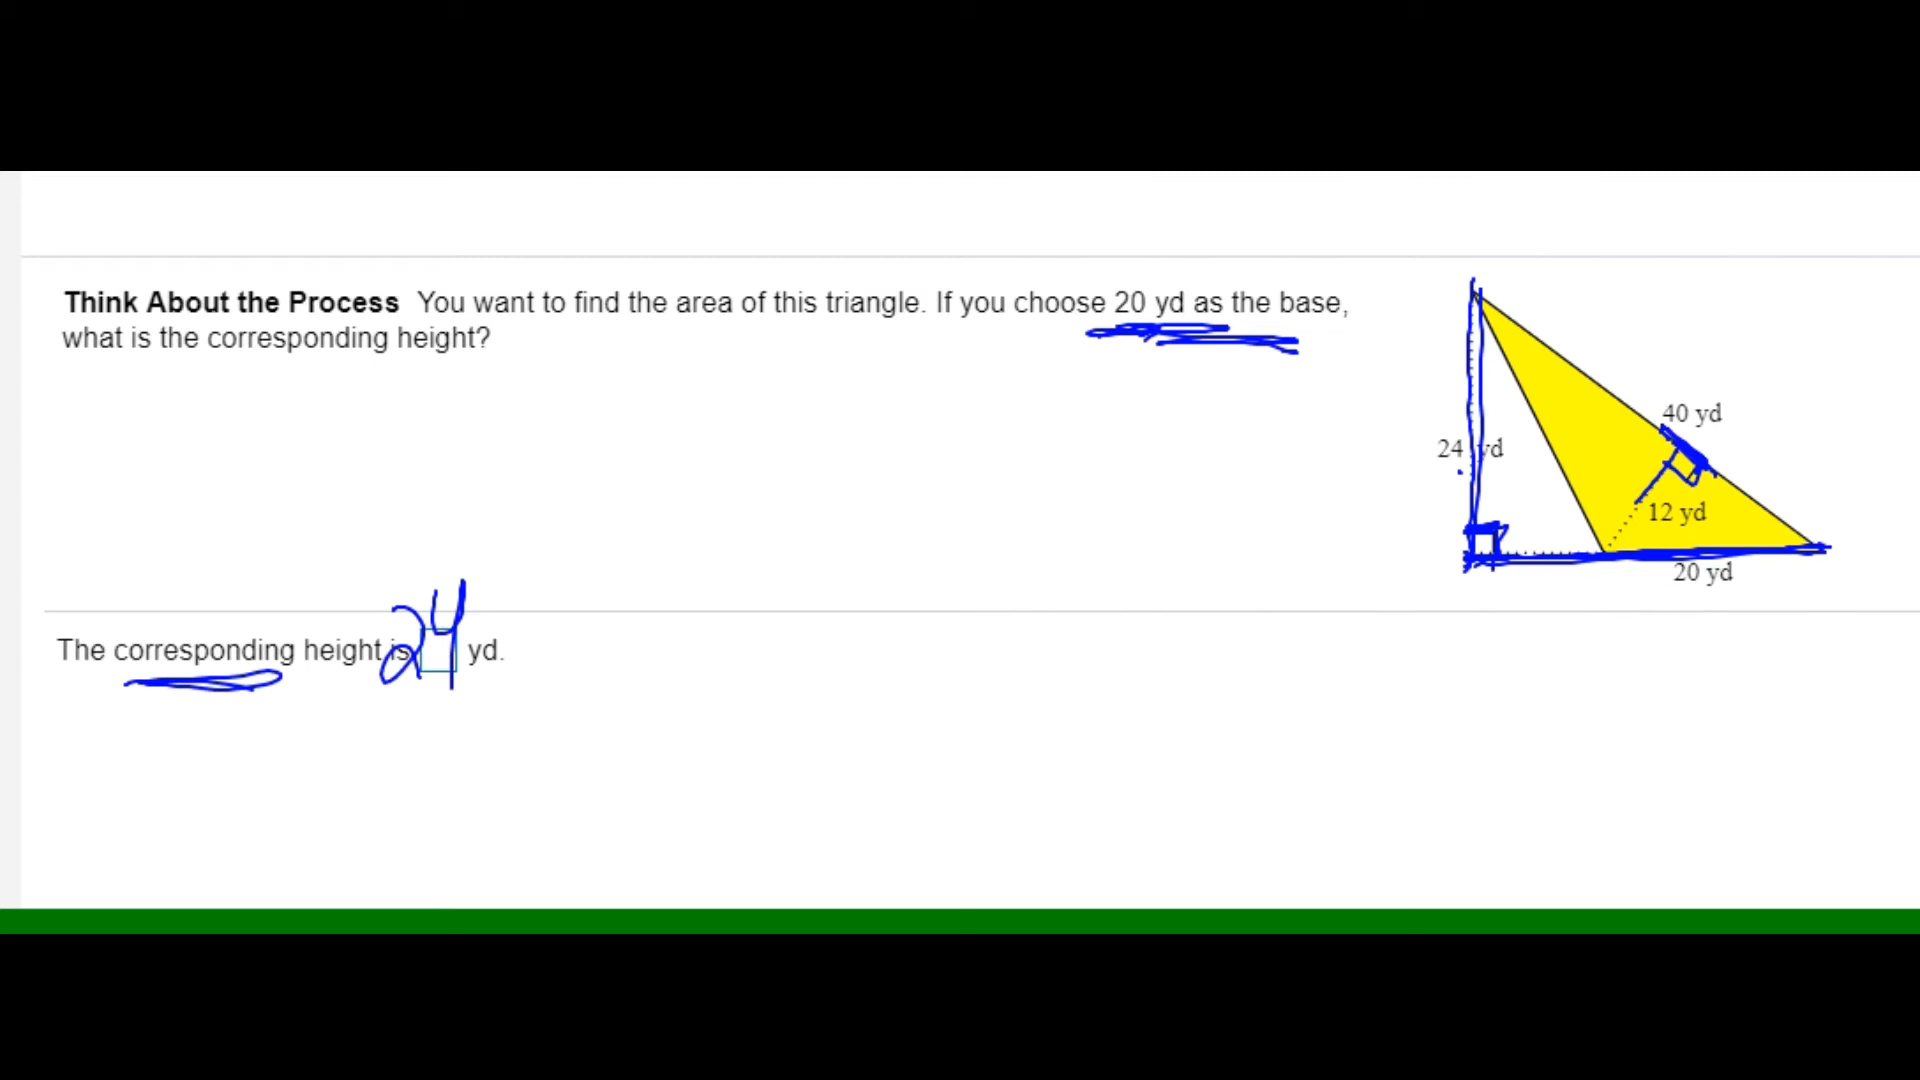 Think About the Process You want to find the area of this triangle. If you choose 20 yd as the base,
what is the corresponding height?
40 yd
24 yd
12 yd
20 yd
The corresponding height is 24 yd.